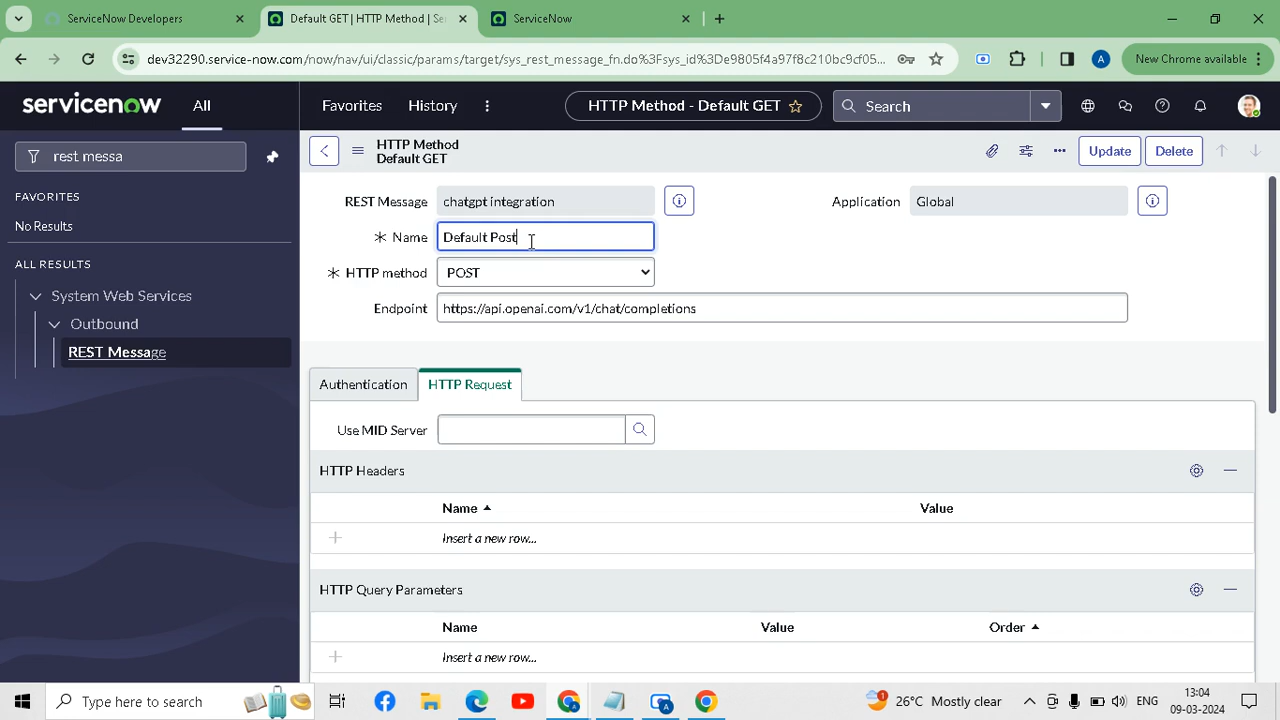 ServiceNow Developers
Default GET | HTTP Method | Se
ServiceNow
dev32290.service-now.com/now/nav/ui/classic/params/target/sys_rest_message_fn.do%3Fsys_id%3De9805f4a97f8c210bc9cf05...
New Chrome available
servicenow
All
Favorites
History
HTTP Method - Default GET
Search
rest messa
FAVORITES
No Results
ALL RESULTS
System Web Services
Outbound
REST Message
HTTP Method
Default GET
Update
Delete
REST Message
chatgpt integration
Application
Global
Name
Default Post
HTTP method
POST
Endpoint
https://api.openai.com/v1/chat/completions
Authentication
HTTP Request
Use MID Server
HTTP Headers
Name
Value
Insert a new row...
HTTP Query Parameters
Name
Value
Order
Insert a new row...
Type here to search
26°C Mostly clear
ENG
13:04
09-03-2024